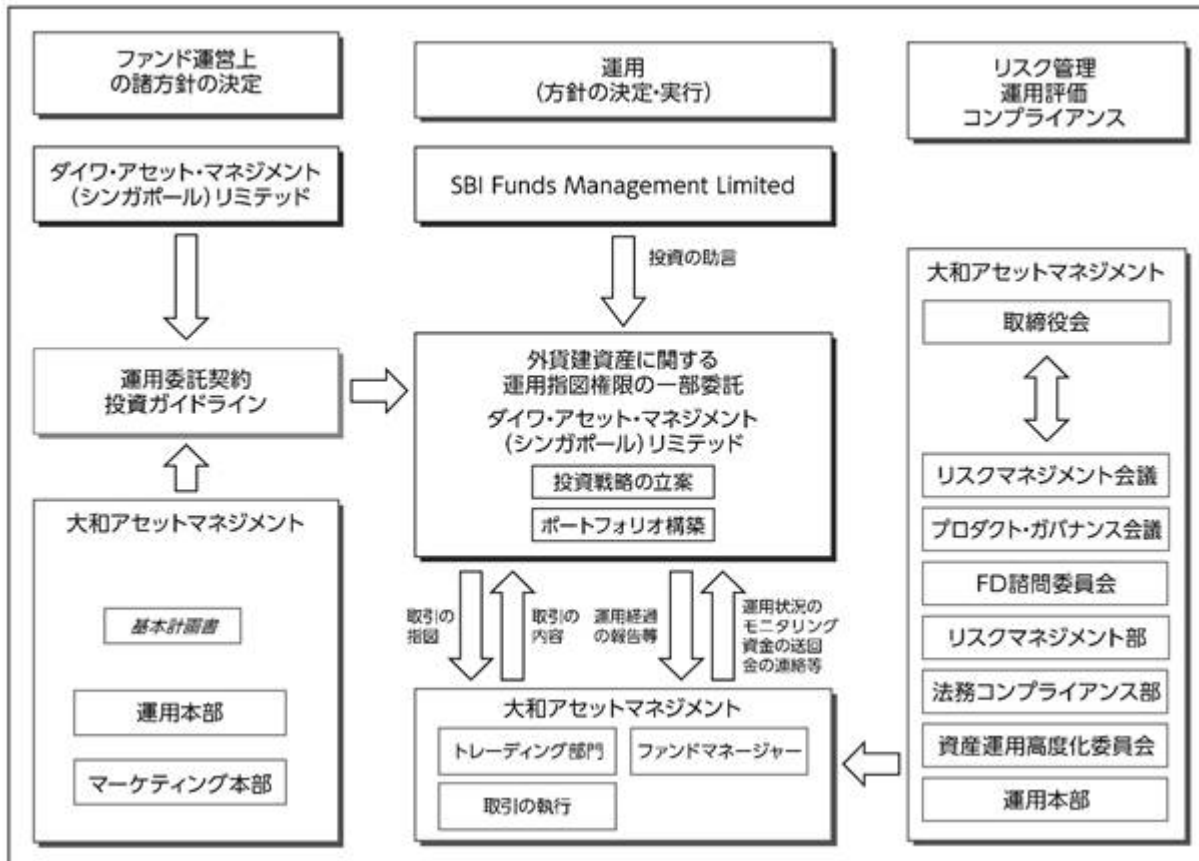 ファンド運営上
の諸方針の決定
ダイワ・アセット・マネジメント
(シンガポール)リミテッド
運用委託契約
投資ガイドライン
大和アセットマネジメント
基本計画書
運用本部
マーケティング本部
運用
(方針の決定・実行)
SBI Funds Management Limited
投資の助言
外貨建資産に関する
運用指図権限の一部委託
ダイワ・アセット・マネジメント
(シンガポール)リミテッド
投資戦略の立案
ポートフォリオ構築
取引の
指図
取引の
内容
運用経過
の報告等
運用状況の
モニタリング
資金の送回
金の連絡等
大和アセットマネジメント
トレーディング部門
ファンドマネージャー
取引の執行
リスク管理
運用評価
コンプライアンス
大和アセットマネジメント
取締役会
リスクマネジメント会議
プロダクト・ガバナンス会議
FD諮問委員会
リスクマネジメント部
法務コンプライアンス部
資産運用高度化委員会
運用本部